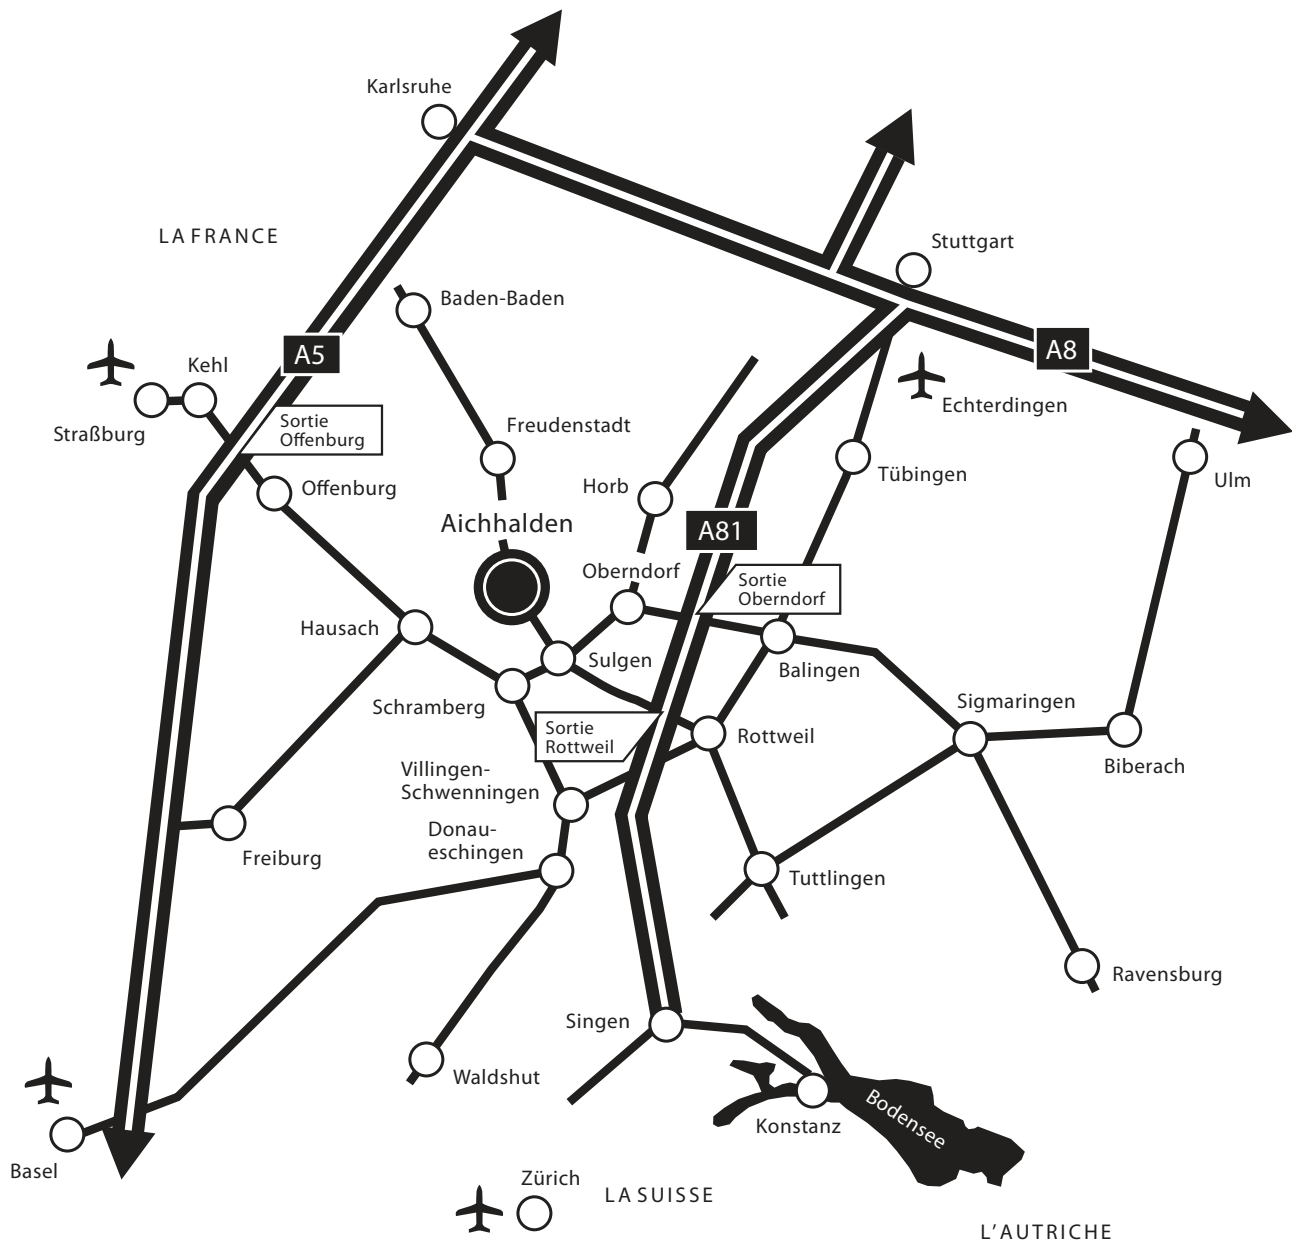 Karlsruhe
LA FRANCE
Stuttgart
Baden-Baden
A5
A8
Kehl
Straßburg
Sortie
Offenburg
Echterdingen
Freudenstadt
Offenburg
Horb
Tübingen
Ulm
Aichhalden
A81
Oberndorf
Sortie
Oberndorf
Hausach
Sulgen
Balingen
Schramberg
Sigmaringen
Sortie
Rottweil
Rottweil
Biberach
Villingen-
Schwenningen
Donau-
eschingen
Freiburg
Tuttlingen
Ravensburg
Singen
Waldshut
Konstanz
Bodensee
Basel
Zürich
LA SUISSE
L'AUTRICHE